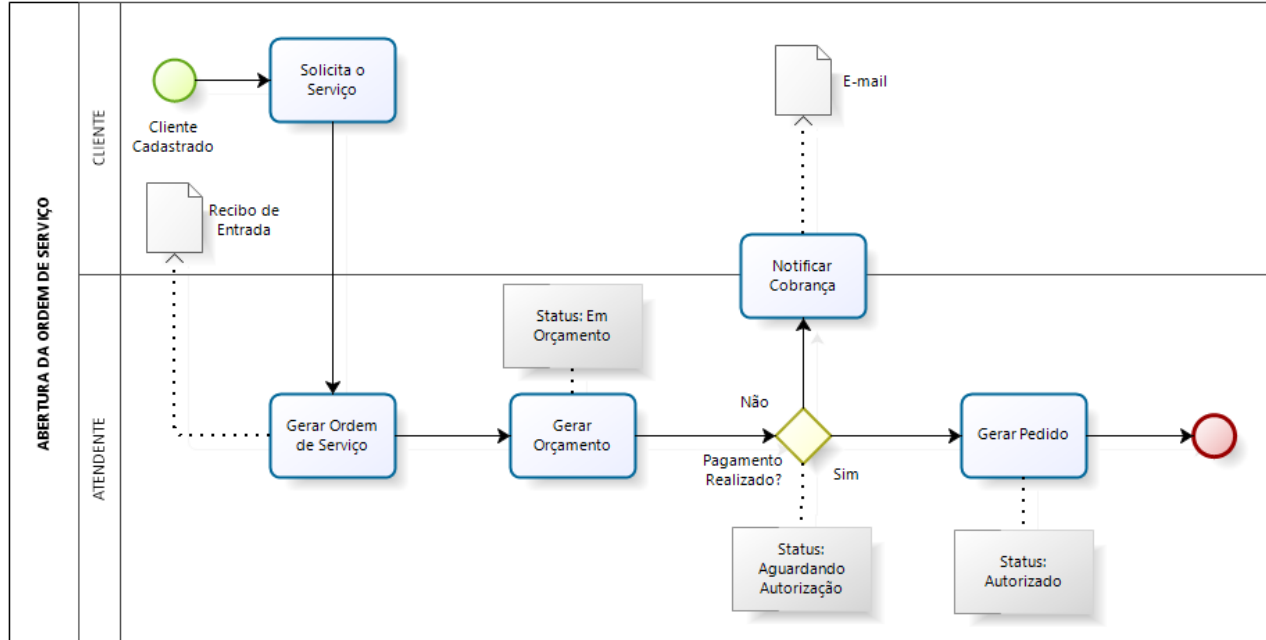 ABERTURA DA ORDEM DE SERVIÇO
CLIENTE
Cliente
Cadastrado
Solicita o
Serviço
Recibo de
Entrada
E-mail
Notificar
Cobrança
ATENDENTE
Gerar Ordem
de Serviço
Status: Em
Orçamento
Gerar
Orçamento
Não
Pagamento
Realizado?
Sim
Status:
Aguardando
Autorização
Gerar Pedido
Status:
Autorizado